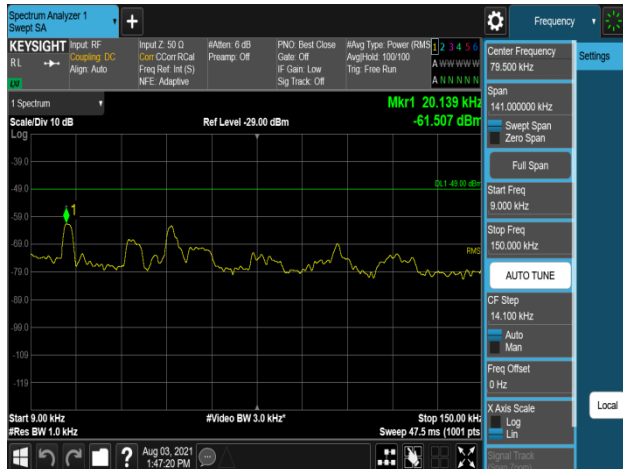 Spectrum Analyzer 1
Swept SA
+
Frequency
KEYSIGHT
RL
Input: RF
Coupling: DC
Align: Auto
Input Z: 50 Ω
Corr CCorr RCal
Freq Ref: Int (S)
NFE: Adaptive
#Atten: 6 dB
Preamp: Off
PNO: Best Close
Gate: Off
IF Gain: Low
Sig Track: Off
#Avg Type: Power (RMS
Avg|Hold: 100/100
Trig: Free Run
1 2 3 4 5 6
A W W W W W
A N N N N N
1 Spectrum
Scale/Div 10 dB
Log
Ref Level -29.00 dBm
Mkr1 20.139 kHz
-61.507 dBm
-39.0
-49.0
DL1 -49.00 dBm
-59.0
1
-69.0
RMS
-79.0
-89.0
-99.0
-109
-119
Start 9.00 kHz
#Res BW 1.0 kHz
#Video BW 3.0 kHz*
Stop 150.00 kHz
Sweep 47.5 ms (1001 pts
?
Aug 03, 2021
1:47:20 PM
Center Frequency
79.500 kHz
Span
141.000000 kHz
Swept Span
Zero Span
Full Span
Start Freq
9.000 kHz
Stop Freq
150.000 kHz
AUTO TUNE
CF Step
14.100 kHz
Auto
Man
Freq Offset
0 Hz
X Axis Scale
Log
Lin
Signal Track
(Span Zoom)
Settings
Local